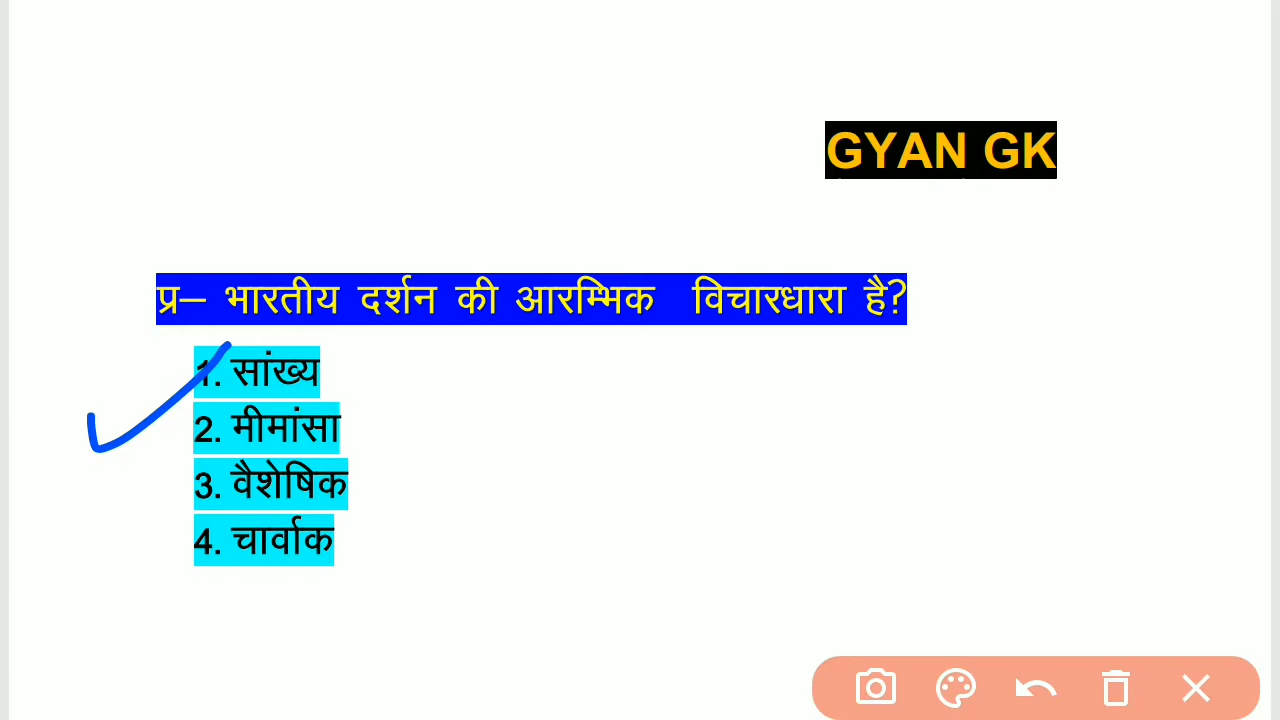 GYAN GK
प्र– भारतीय दर्शन की आरम्भिक विचारधारा है?
1. सांख्य
2. मीमांसा
3. वैशेषिक
4. चार्वाक